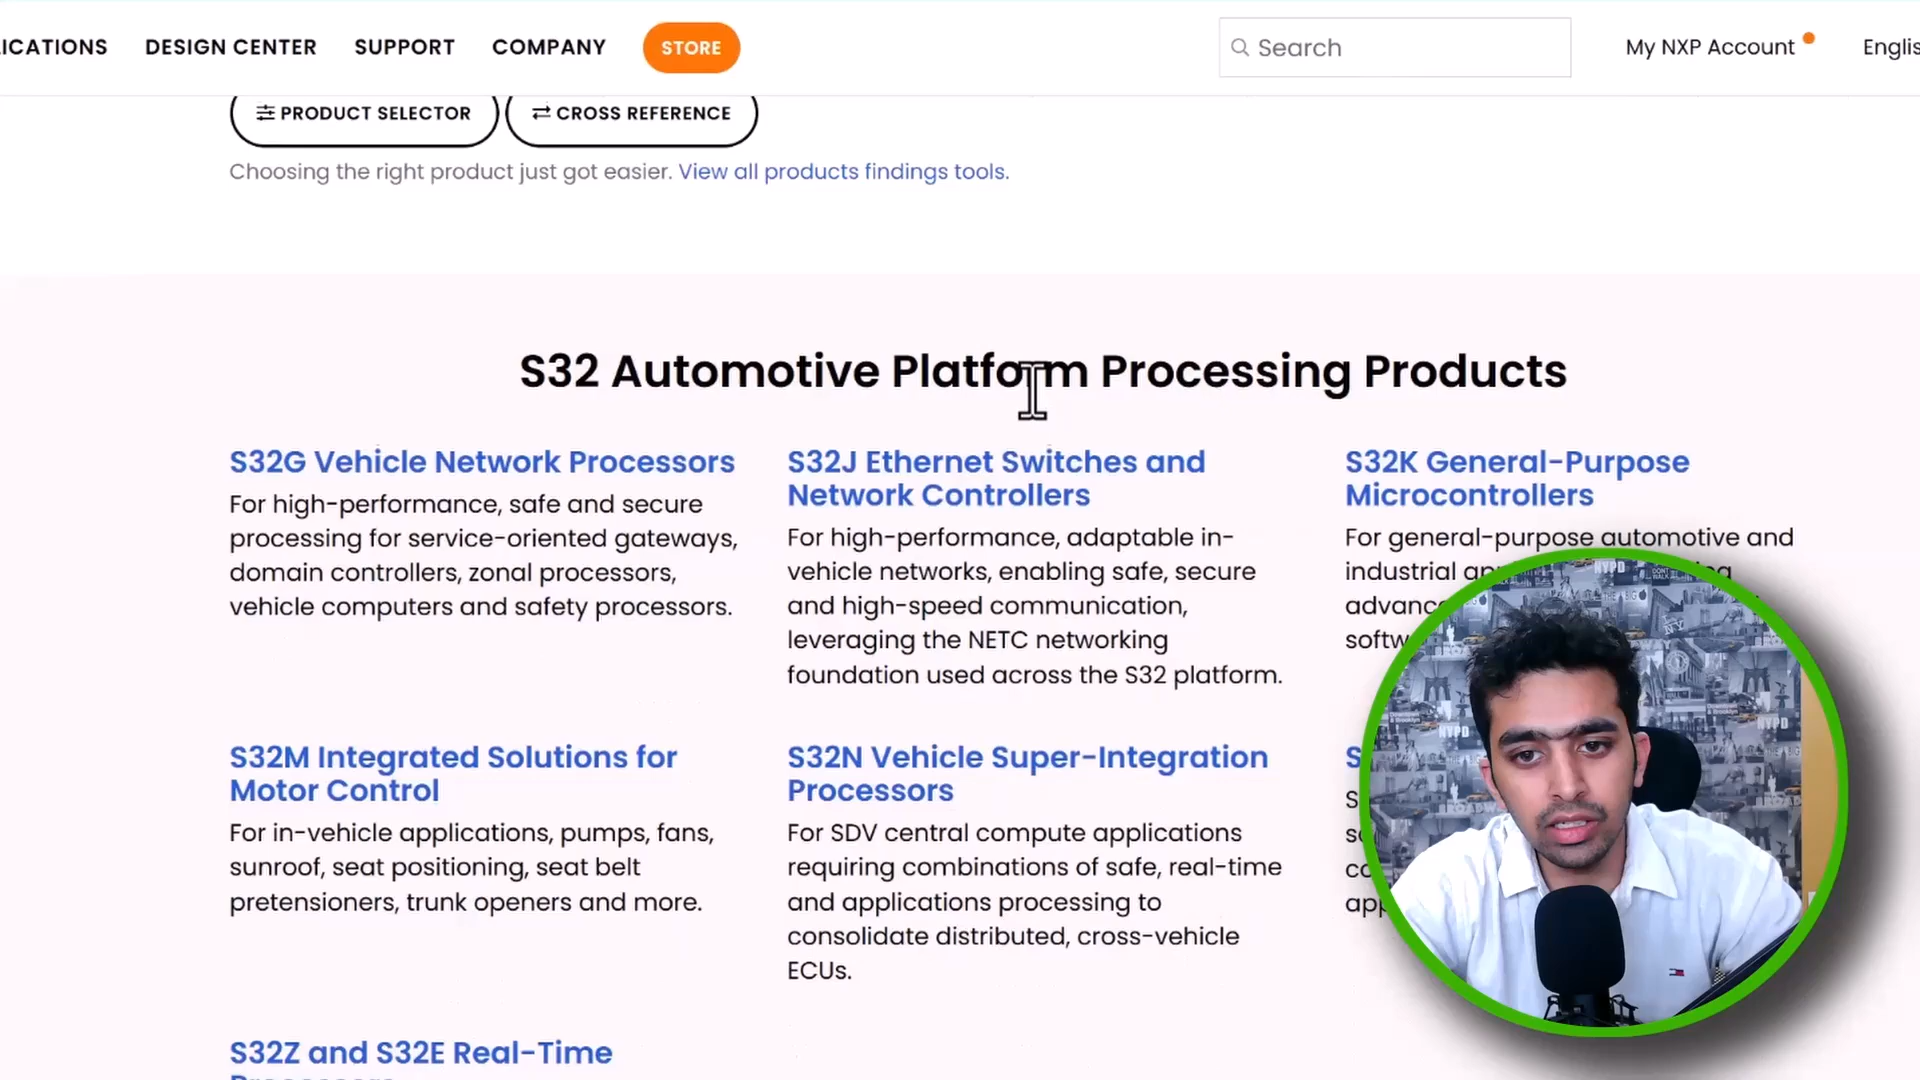 DESIGN CENTER
SUPPORT
COMPANY
STORE
Search
My NXP Account
PRODUCT SELECTOR
CROSS REFERENCE
Choosing the right product just got easier. View all products findings tools.
S32 Automotive Platform Processing Products
S32G Vehicle Network Processors
For high-performance, safe and secure
processing for service-oriented gateways,
domain controllers, zonal processors,
vehicle computers and safety processors.
S32J Ethernet Switches and
Network Controllers
For high-performance, adaptable in-
vehicle networks, enabling safe, secure
and high-speed communication,
leveraging the NETC networking
foundation used across the S32 platform.
S32K General-Purpose
Microcontrollers
For general-purpose automotive and
industrial
S32M Integrated Solutions for
Motor Control
For in-vehicle applications, pumps, fans,
sunroof, seat positioning, seat belt
pretensioners, trunk openers and more.
S32N Vehicle Super-Integration
Processors
For SDV central compute applications
requiring combinations of safe, real-time
and applications processing to
consolidate distributed, cross-vehicle
ECUs.
S32Z and S32E Real-Time
NYPD
NYPD
NYPD